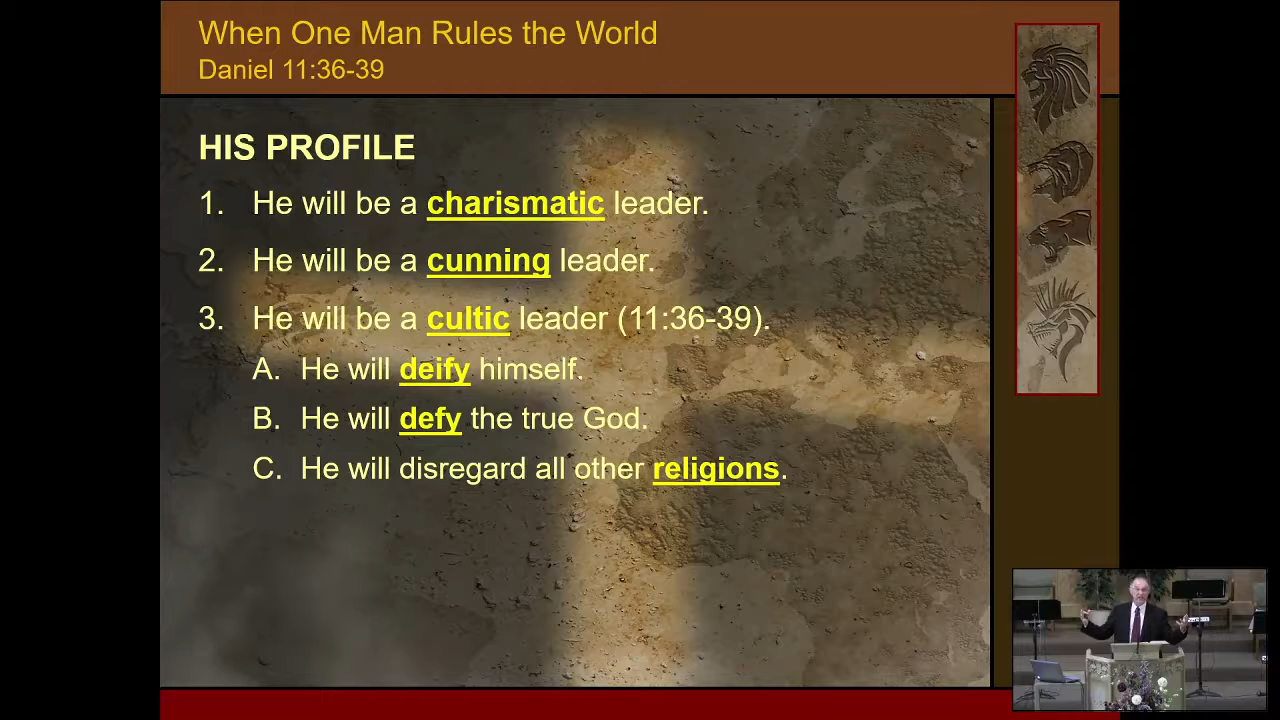 When One Man Rules the World
Daniel 11:36-39
HIS PROFILE
1. He will be a charismatic leader.
2. He will be a cunning leader.
3. He will be a cultic leader (11:36-39).
A. He will deify himself.
B. He will defy the true God.
C. He will disregard all other religions.